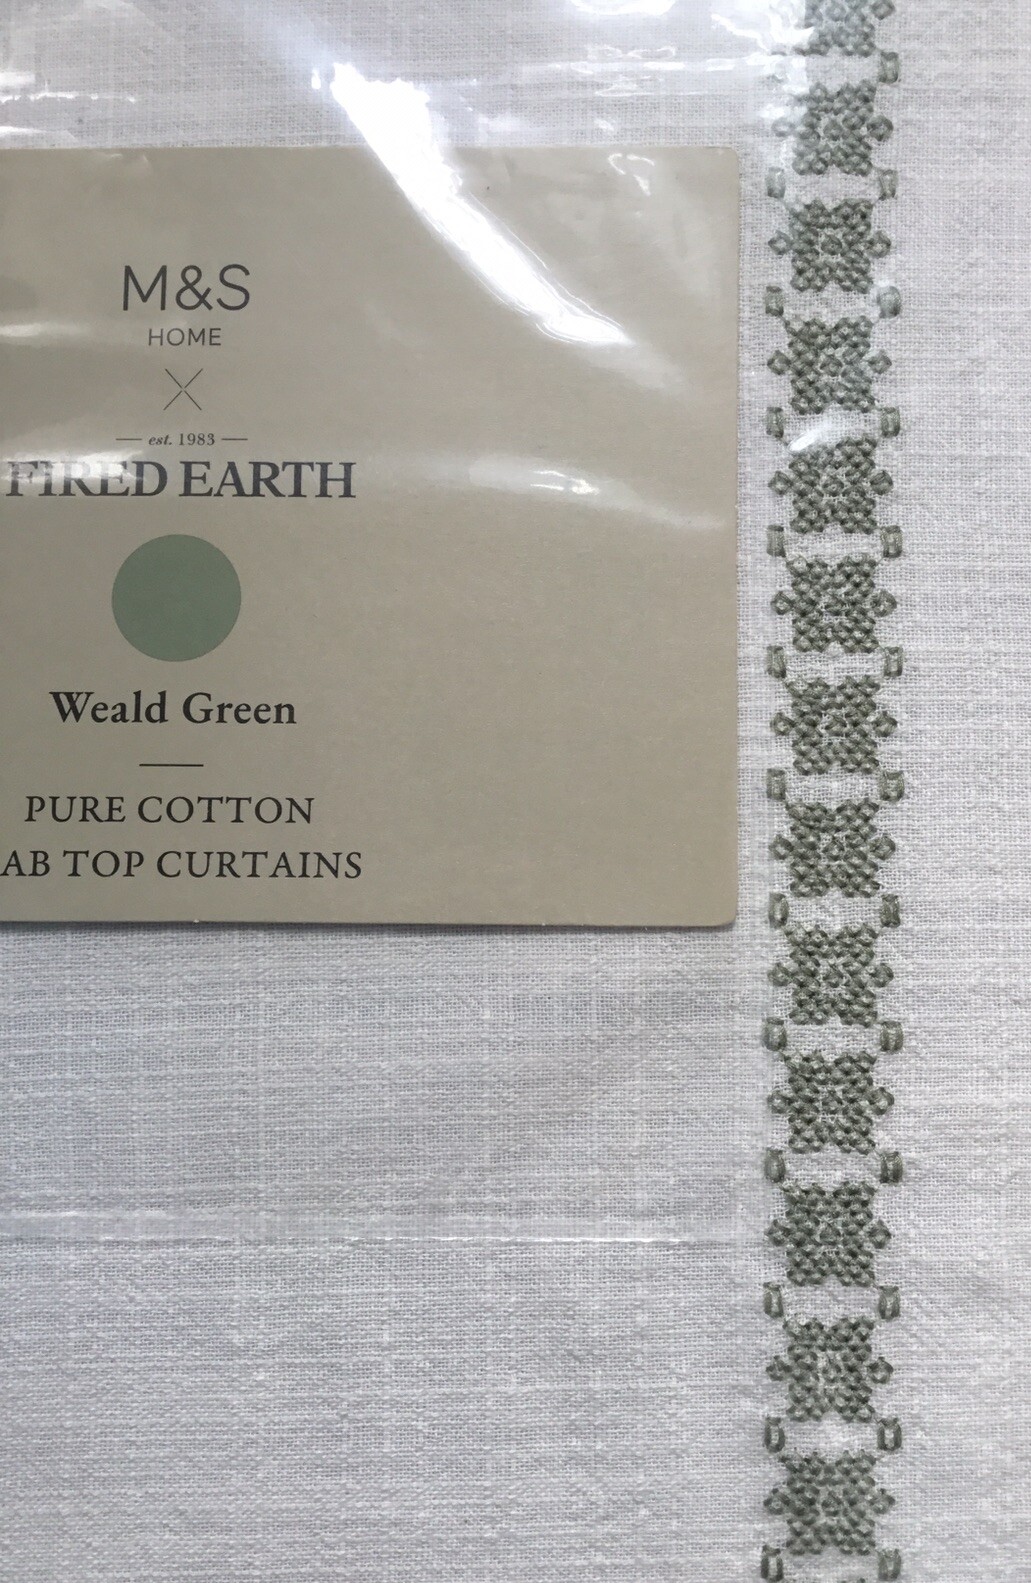 M&S
HOME
est. 1983
FIRED EARTH
Weald Green
PURE COTTON
AB TOP CURTAINS